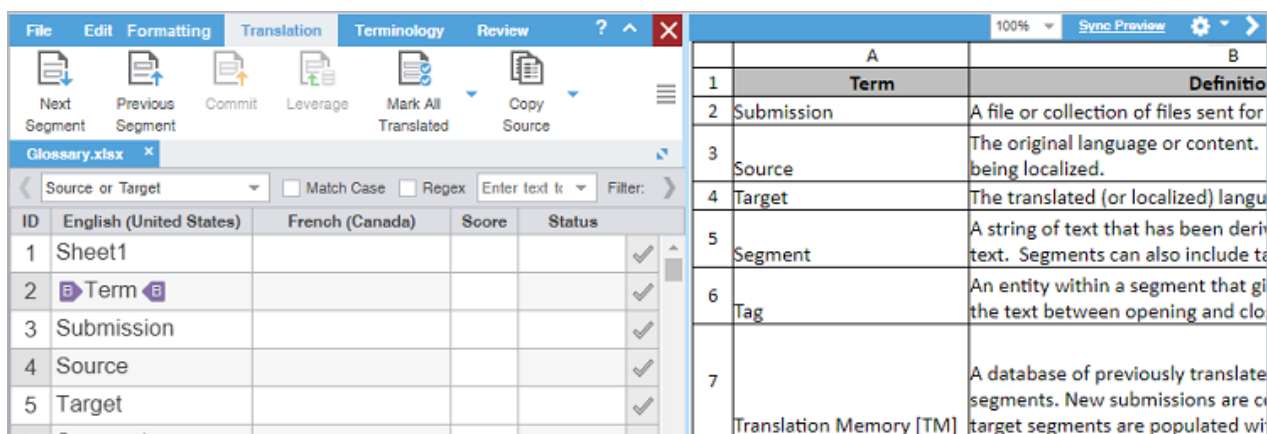 File Edit Formatting Translation Terminology Review ?
Next Segment
Previous Segment
Commit
Leverage
Mark All Translated
Copy Source
Glossary.xlsx ×
Source or Target Match Case Regex Enter text Filter:
ID English (United States) French (Canada) Score Status
1 Sheet1
2 B Term B
3 Submission
4 Source
5 Target
100% Sync Preview
A B
1 Term Definitio
2 Submission A file or collection of files sent for
The original language or content.
3 Source being localized.
4 Target The translated (or localized) langu
A string of text that has been deri
5 Segment text. Segments can also include ta
An entity within a segment that gi
6 Tag the text between opening and clo
7 A database of previously translate
segments. New submissions are c
Translation Memory [TM] target segments are populated wi